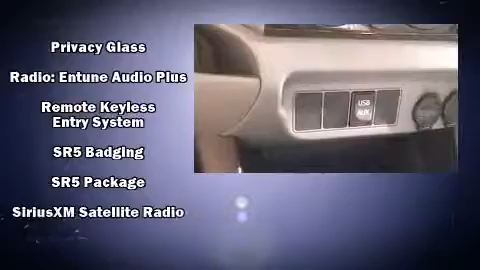 Privacy Glass
Radio: Entune Audio Plus
Remote Keyless
Entry System
SR5 Badging
SR5 Package
SiriusXM Satellite Radio
USB
AUX